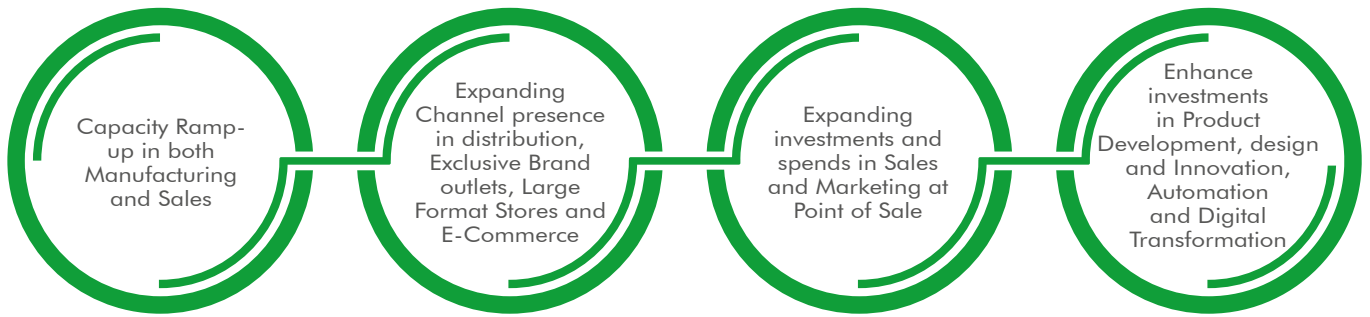 Capacity Ramp-
up in both
Manufacturing
and Sales
Expanding
Channel presence
in distribution,
Exclusive Brand
outlets, Large
Format Stores and
E-Commerce
Expanding
investments and
spends in Sales
and Marketing at
Point of Sale
Enhance
investments
in Product
Development, design
and Innovation,
Automation
and Digital
Transformation